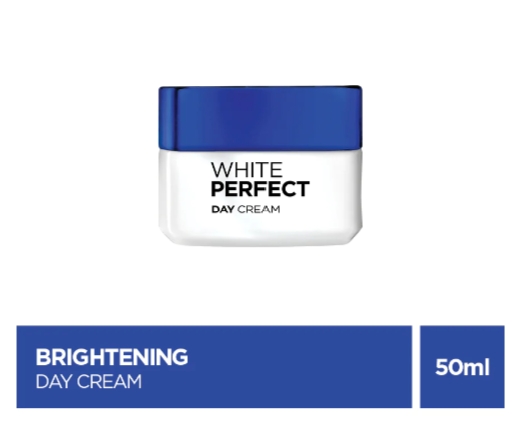 WHITE
PERFECT
DAY CREAM
BRIGHTENING
DAY CREAM
50ml